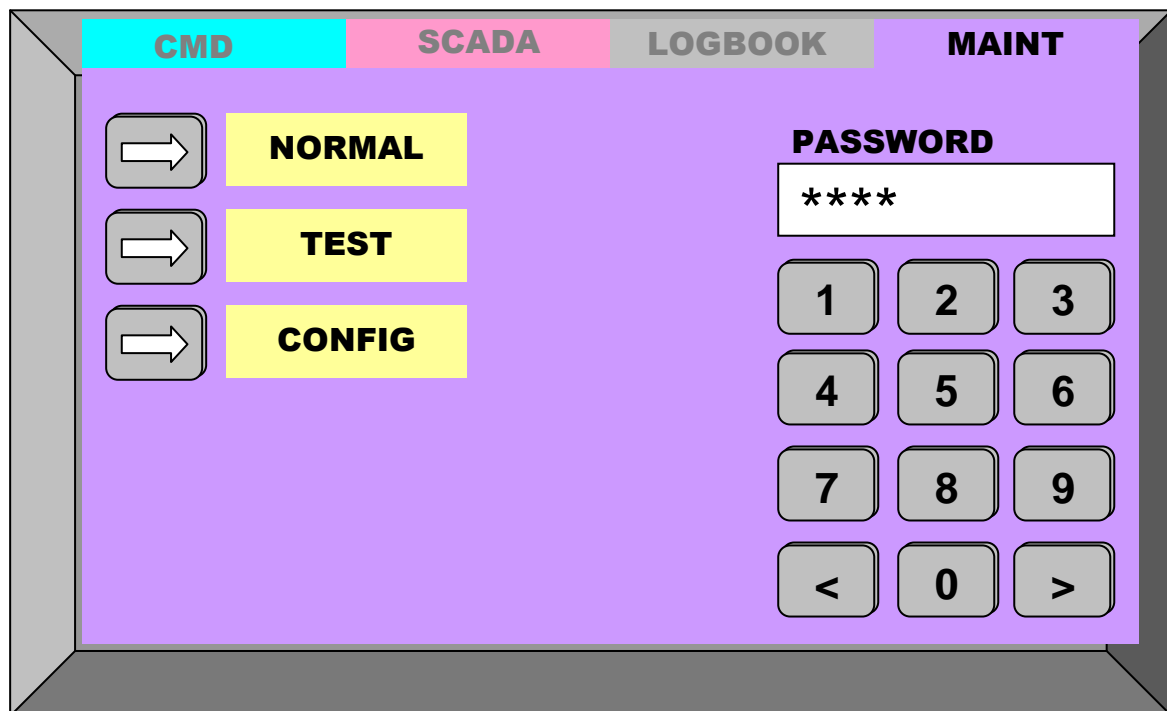 CMD SCADA LOGBOOK MAINT
NORMAL
TEST
CONFIG
PASSWORD
****
1 2 3
4 5 6
7 8 9
< 0 >